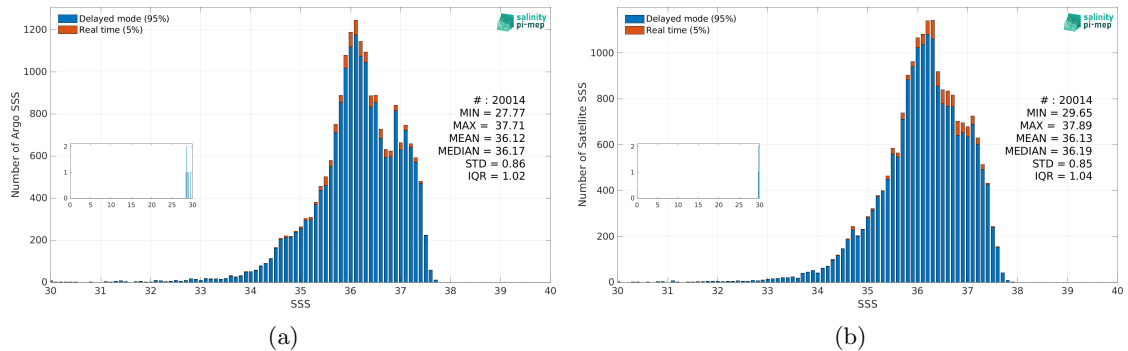 Delayed mode (95%)
Real time (5%)
salinity
pi-mep
1200
1000
800
600
400
200
0
Number of Argo SSS
# : 20014
MIN = 27.77
MAX = 37.71
MEAN = 36.12
MEDIAN = 36.17
STD = 0.86
IQR = 1.02
2
1
0
0 5 10 15 20 25 30
30 31 32 33 34 35 36 37 38 39 40
SSS
(a)
Delayed mode (95%)
Real time (5%)
salinity
pi-mep
1000
800
600
400
200
0
Number of Satellite SSS
# : 20014
MIN = 29.65
MAX = 37.89
MEAN = 36.13
MEDIAN = 36.19
STD = 0.85
IQR = 1.04
2
1
0
0 5 10 15 20 25 30
30 31 32 33 34 35 36 37 38 39 40
SSS
(b)